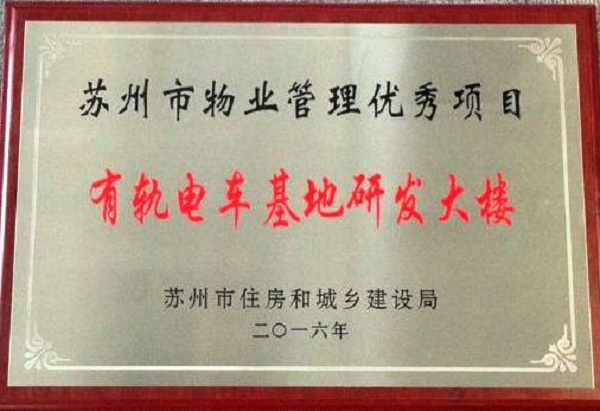 苏州市物业管理优秀项目
有轨电车基地研发大楼
苏州市住房和城乡建设局
二〇一六年